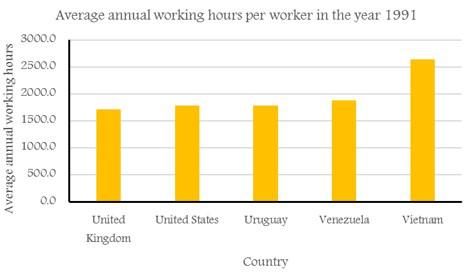 Average annual working hours per worker in the year 1991
Average annual working hours
3000.0
2500.0
2000.0
1500.0
1000.0
500.0
0.0
United Kingdom
United States
Uruguay
Venezuela
Vietnam
Country